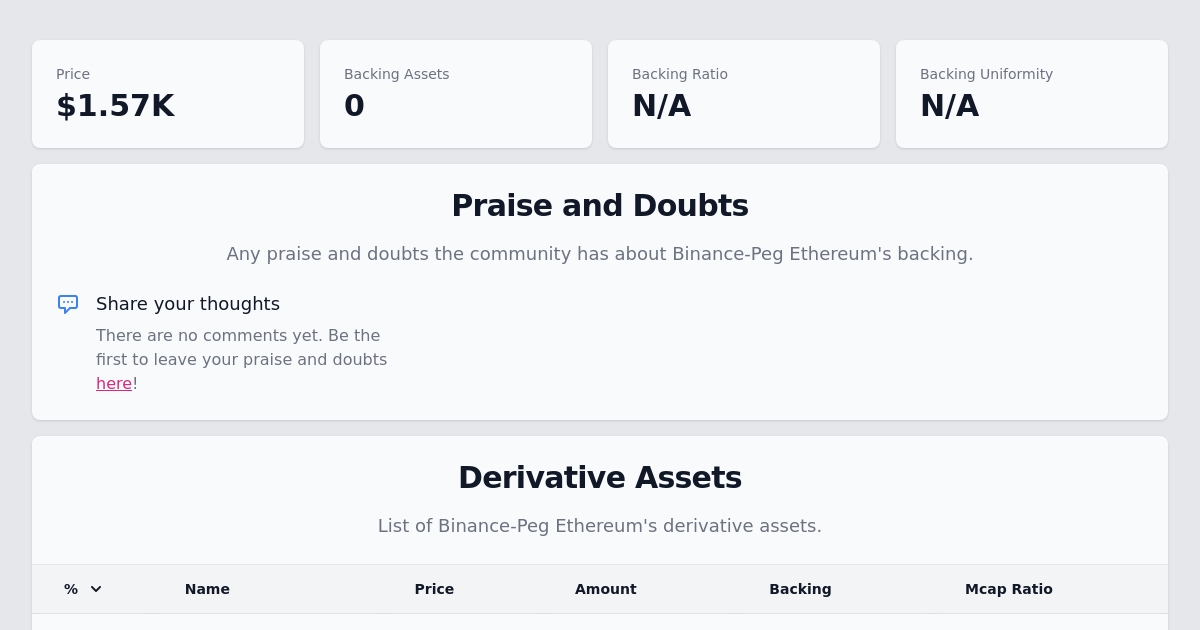 Price
$1.57K
Backing Assets
0
Backing Ratio
N/A
Backing Uniformity
N/A
Praise and Doubts
Any praise and doubts the community has about Binance-Peg Ethereum's backing.
Share your thoughts
There are no comments yet. Be the
first to leave your praise and doubts
here!
Derivative Assets
List of Binance-Peg Ethereum's derivative assets.
% Name Price Amount Backing Mcap Ratio